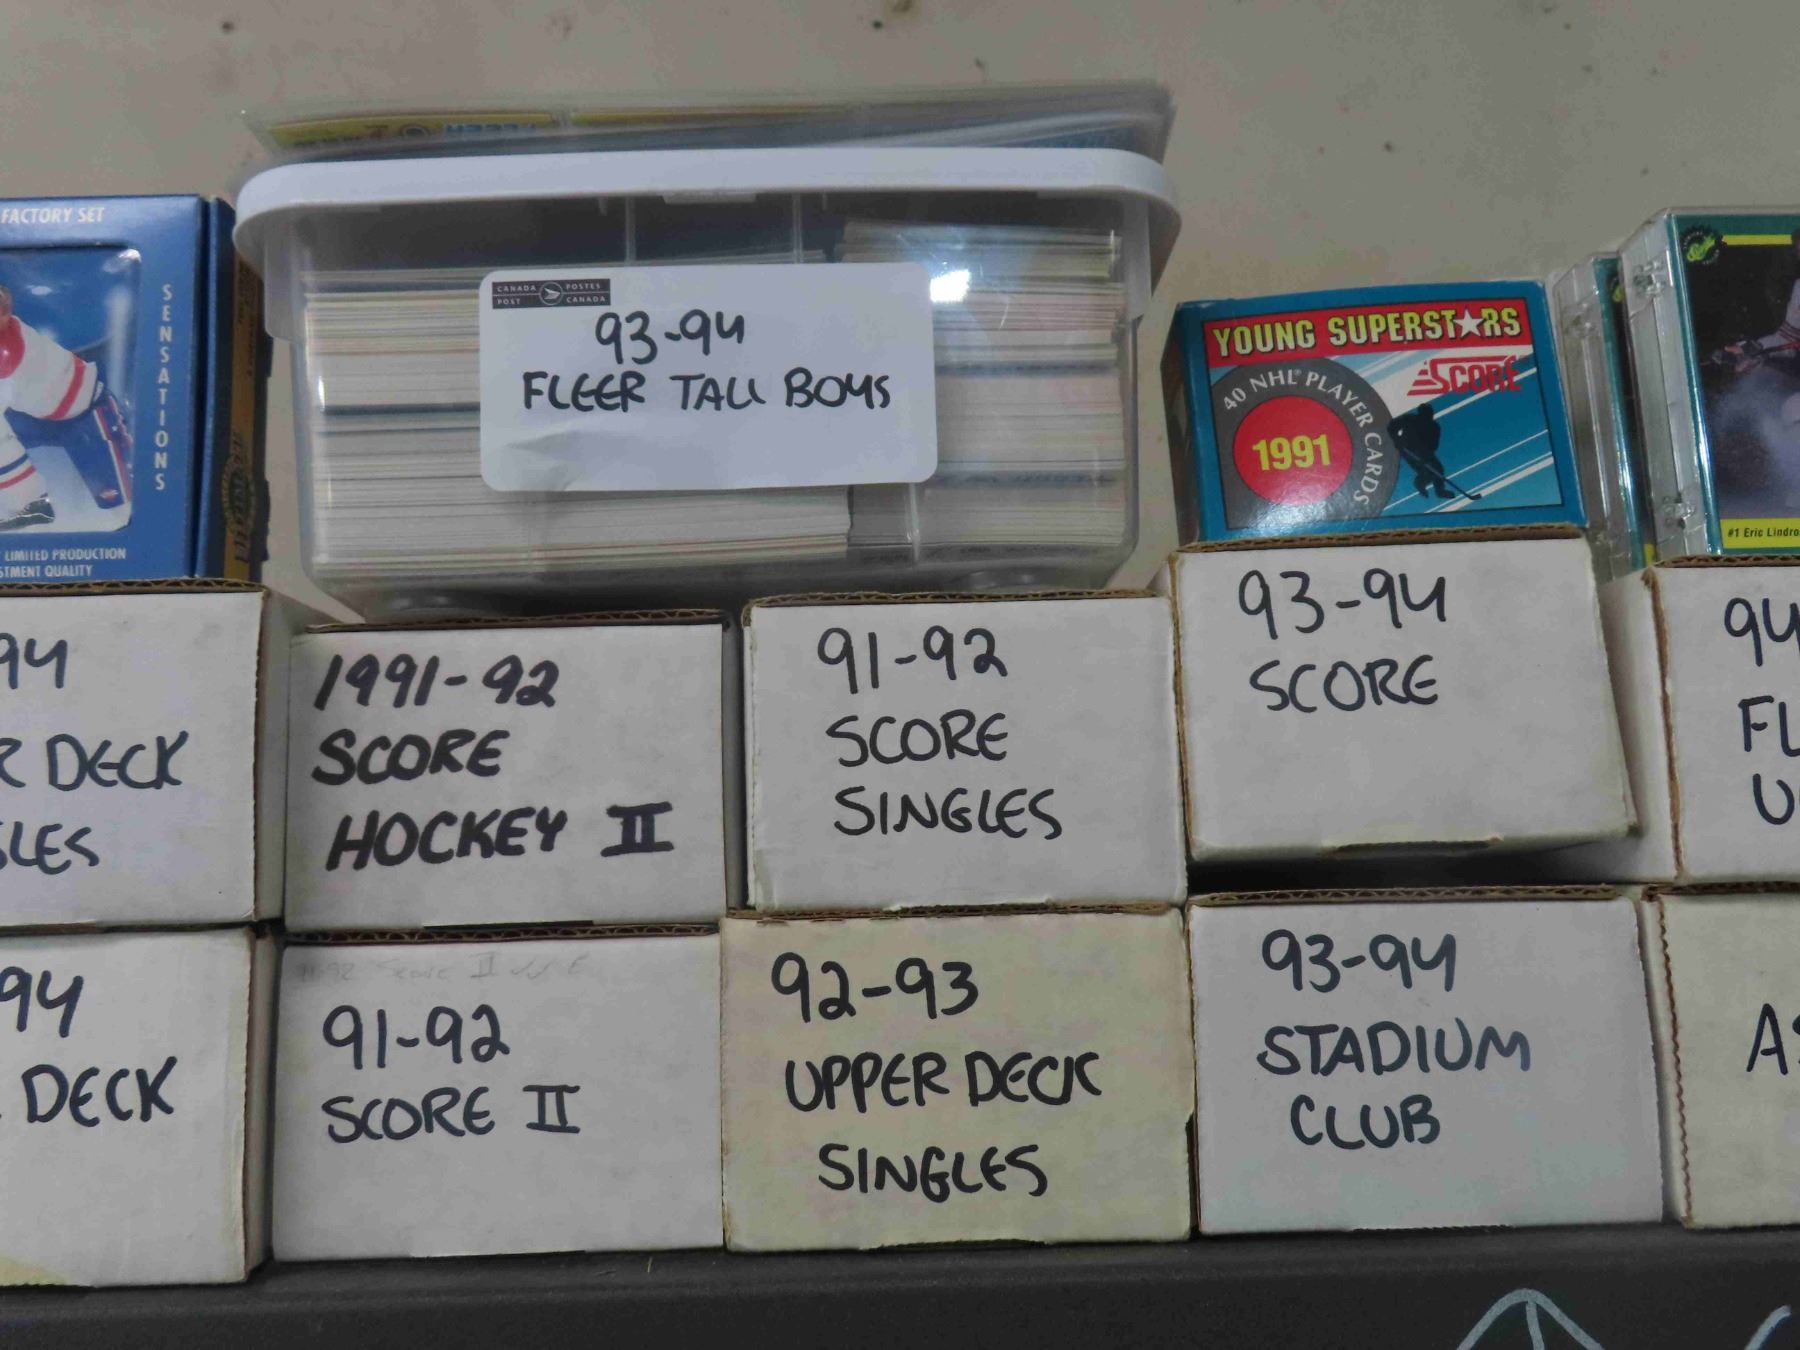 FACTORY SET
SENSATIONS
LIMITED PRODUCTION
STMENT QUALITY
CANADA POST
POSTES CANADA
93-94
FLEER TALL BOYS
YOUNG SUPERSTARS
SCORE
40 NHL PLAYER CARDS
1991
#1 Eric Lindro
94
R DECK
GLES
1991-92
SCORE
HOCKEY II
91-92
SCORE
SINGLES
93-94
SCORE
94
FL
U
94
DECK
91-92
SCORE II
92-93
UPPER DECK
SINGLES
93-94
STADIUM
CLUB
AS